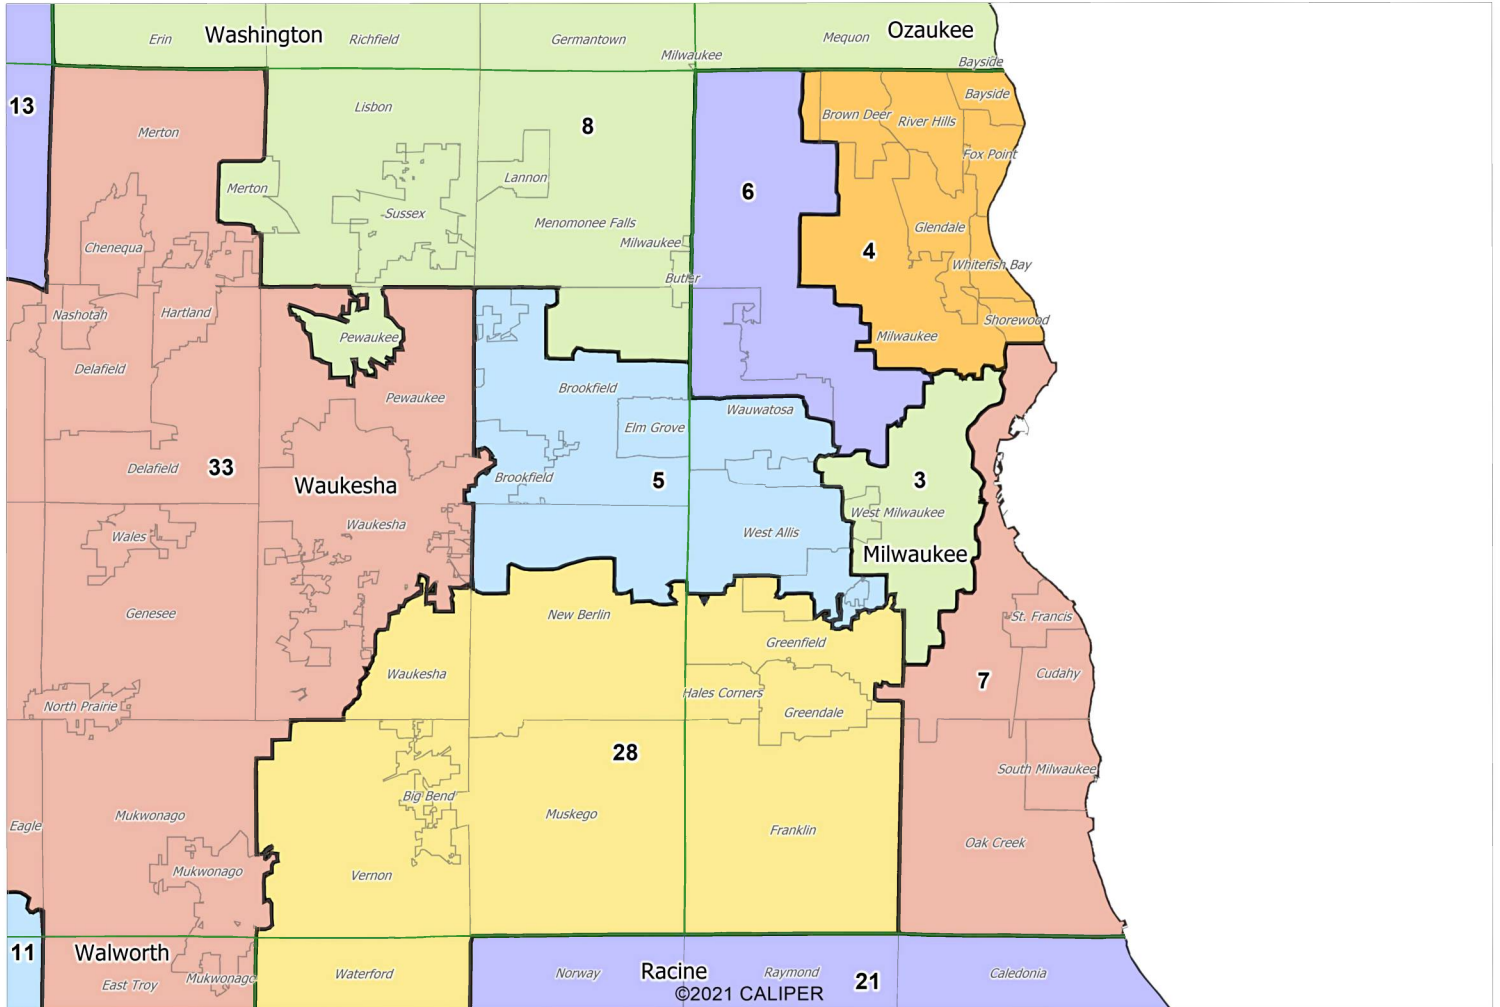 Erin
Washington
Richfield
Germantown
Milwaukee
Mequon
Ozaukee
Bayside
13
Merton
Lisbon
8
Brown Deer
River Hills
Bayside
Fox Point
Lannon
6
Merton
Sussex
Menomonee Falls
Milwaukee
Glendale
4
Chenequa
Butler
Whitefish Bay
Nashotah
Hartland
Pewaukee
Milwaukee
Shorewood
Delafield
Pewaukee
Brookfield
Elm Grove
Wauwatosa
Delafield
33
Waukesha
Brookfield
5
3
West Milwaukee
Wales
Waukesha
West Allis
Milwaukee
Genesee
New Berlin
Greenfield
St. Francis
Waukesha
Hales Corners
Greendale
7
Cudahy
North Prairie
28
South Milwaukee
Big Bend
Eagle
Mukwonago
Muskego
Franklin
Oak Creek
Mukwonago
Vernon
11
Walworth
East Troy
Mukwonago
Waterford
Norway
Racine
Raymond
21
Caledonia
©2021 CALIPER